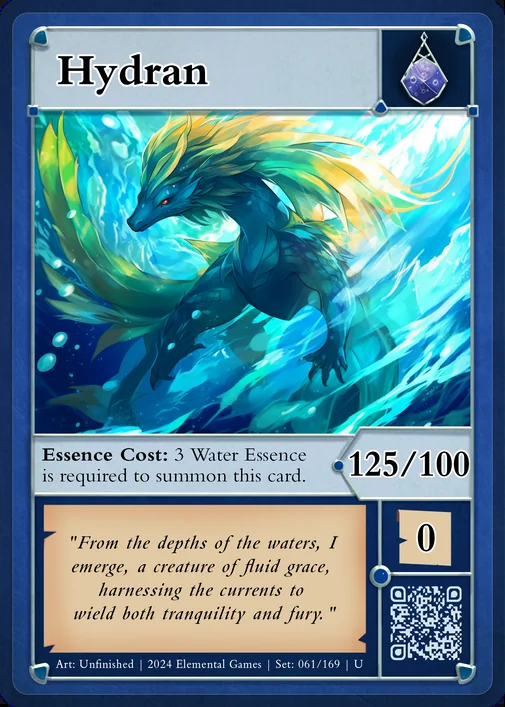 Hydran
Essence Cost: 3 Water Essence
is required to summon this card.
125/100
"From the depths of the waters, I
emerge, a creature of fluid grace,
harnessing the currents to
wield both tranquility and fury."
0
Art: Unfinished | 2024 Elemental Games | Set: 061/169 | U